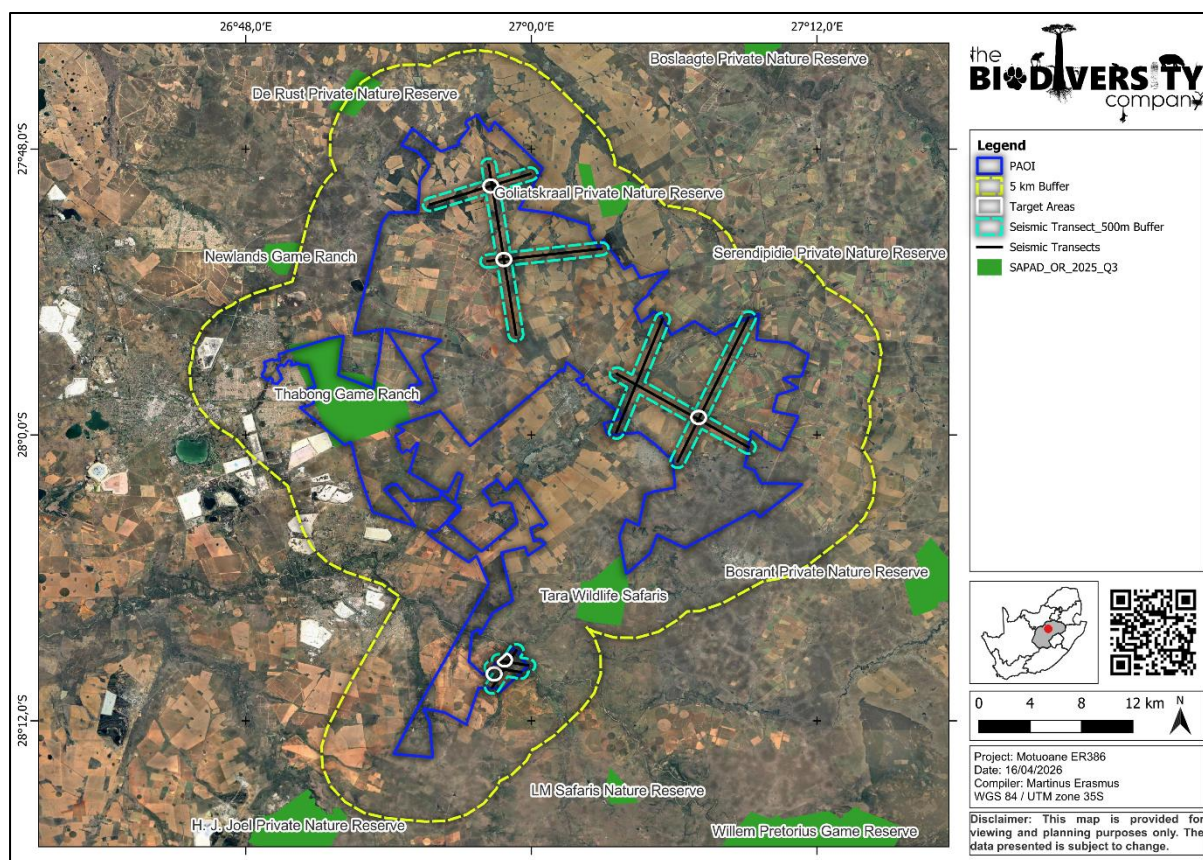 26°48,0'E
27°0,0'E
27°12,0'E
27°48,0'S
28°0,0'S
28°12,0'S
Boslaagte Private Nature Reserve
De Rust Private Nature Reserve
Goliatskraal Private Nature Reserve
Newlands Game Ranch
Serendipidie Private Nature Reserve
Thabong Game Ranch
Bosrant Private Nature Reserve
Tara Wildlife Safaris
LM Safaris Nature Reserve
H. J. Joel Private Nature Reserve
Willem Pretorius Game Reserve
the
BIODIVERSITY
company
Legend
PAOI
5 km Buffer
Target Areas
Seismic Transect_500m Buffer
Seismic Transects
SAPAD_OR_2025_Q3
0 4 8 12 km
N
Project: Motuoane ER386
Date: 16/04/2026
Compiler: Martinus Erasmus
WGS 84 / UTM zone 35S
Disclaimer: This map is provided for
viewing and planning purposes only. The
data presented is subject to change.